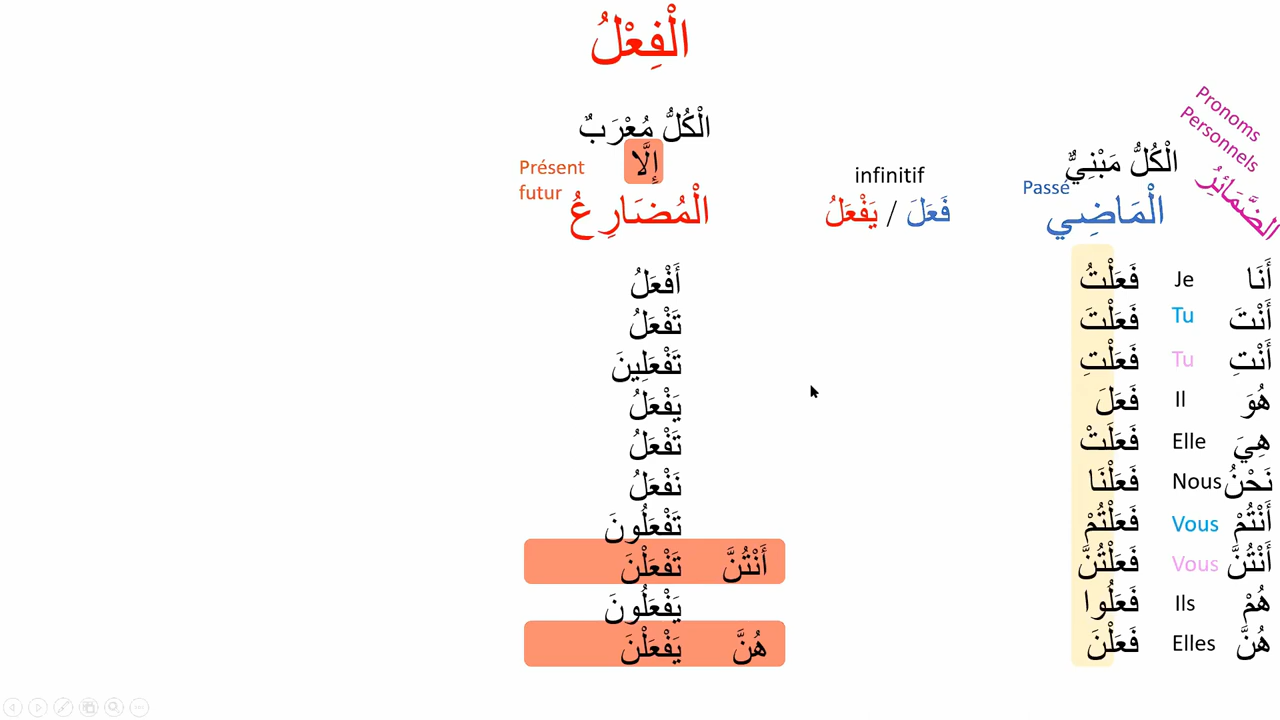 الْفِعْلُ
Pronoms
Personnels
الضَّمَائِرُ
الْكُلُّ مَبْنِيٌّ
Passé
الْمَاضِي
infinitif
فَعَلَ / يَفْعَلُ
الْكُلُّ مُعْرَبٌ
إِلَّا
Présent
futur
الْمُضَارِعُ
أَنَا Je فَعَلْتُ أَفْعَلُ
أَنْتَ Tu فَعَلْتَ تَفْعَلُ
أَنْتِ Tu فَعَلْتِ تَفْعَلِينَ
هُوَ Il فَعَلَ يَفْعَلُ
هِيَ Elle فَعَلَتْ تَفْعَلُ
نَحْنُ Nous فَعَلْنَا نَفْعَلُ
أَنْتُمْ Vous فَعَلْتُمْ تَفْعَلُونَ
أَنْتُنَّ Vous فَعَلْتُنَّ أَنْتُنَّ تَفْعَلْنَ
هُمْ Ils فَعَلُوا يَفْعَلُونَ
هُنَّ Elles فَعَلْنَ هُنَّ يَفْعَلْنَ